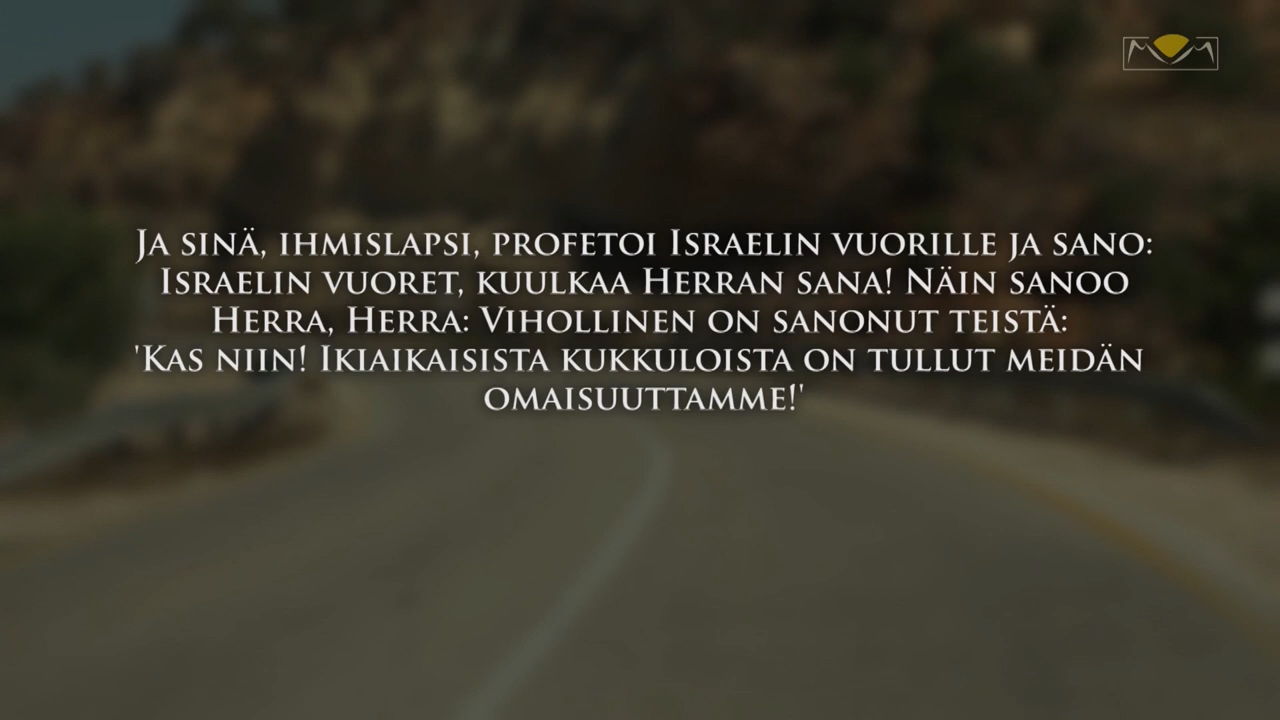 Ja sinä, ihmislapsi, profetoi Israelin vuorille ja sano:
Israelin vuoret, kuulkaa Herran sana! Näin sanoo
Herra, Herra: Vihollinen on sanonut teistä:
'Kas niin! Ikiaikaisista kukkuloista on tullut meidän
omaisuuttamme!'